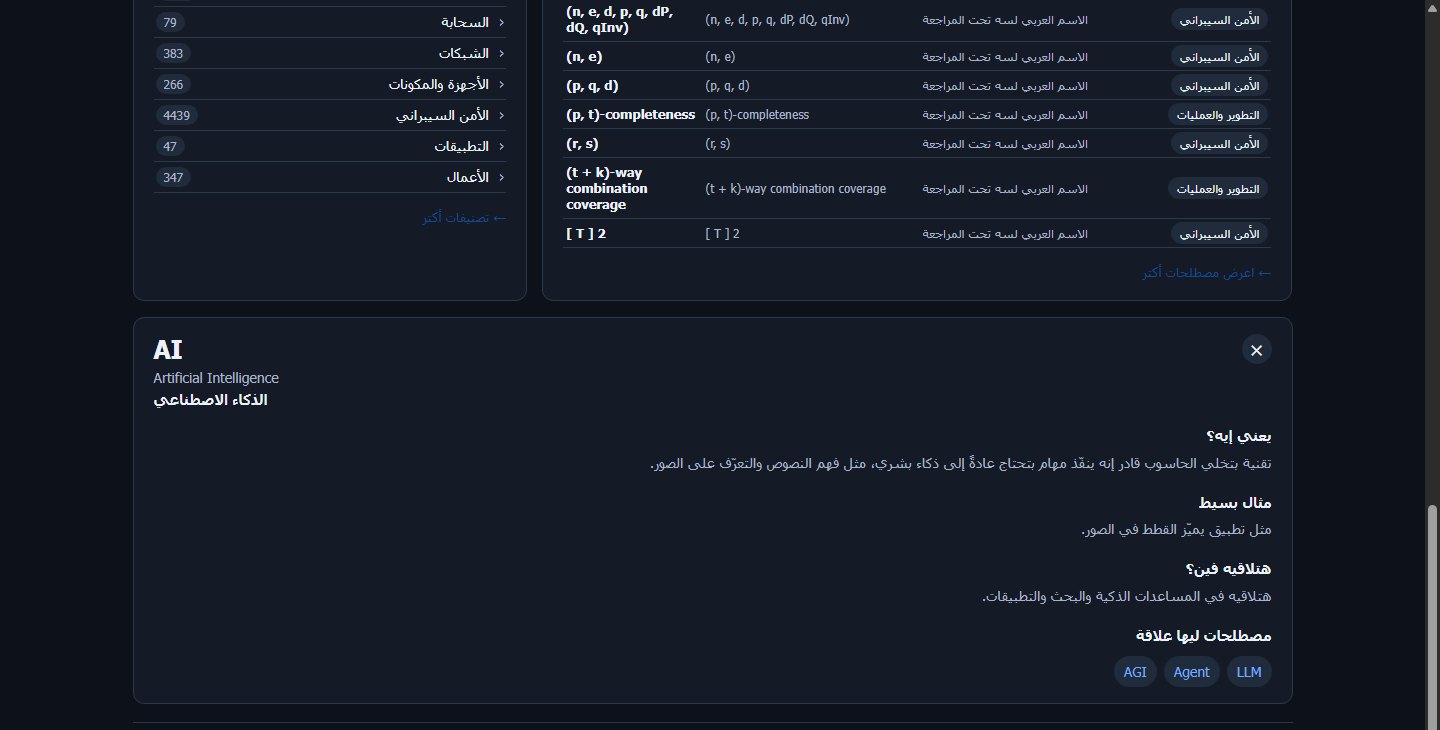 السحابة 79
الشبكات 383
الأجهزة والمكونات 266
الأمن السيبراني 4439
التطبيقات 47
الأعمال 347
← تصنيفات أكتر
(n, e, d, p, q, dP, dQ, qInv) (n, e, d, p, q, dP, dQ, qInv) الاسم العربي لسه تحت المراجعة الأمن السيبراني
(n, e) (n, e) الاسم العربي لسه تحت المراجعة الأمن السيبراني
(p, q, d) (p, q, d) الاسم العربي لسه تحت المراجعة الأمن السيبراني
(p, t)-completeness (p, t)-completeness الاسم العربي لسه تحت المراجعة التطوير والعمليات
(r, s) (r, s) الاسم العربي لسه تحت المراجعة الأمن السيبراني
(t + k)-way combination coverage (t + k)-way combination coverage الاسم العربي لسه تحت المراجعة التطوير والعمليات
[ T ] 2 [ T ] 2 الاسم العربي لسه تحت المراجعة الأمن السيبراني
← اعرض مصطلحات أكتر
AI
Artificial Intelligence
الذكاء الاصطناعي
يعني إيه؟
تقنية بتخلي الحاسوب قادر إنه ينفّذ مهام بتحتاج عادةً إلى ذكاء بشري، مثل فهم النصوص والتعرّف على الصور.
مثال بسيط
مثل تطبيق يميّز القطط في الصور.
هتلاقيه فين؟
هتلاقيه في المساعدات الذكية والبحث والتطبيقات.
مصطلحات ليها علاقة
LLM Agent AGI